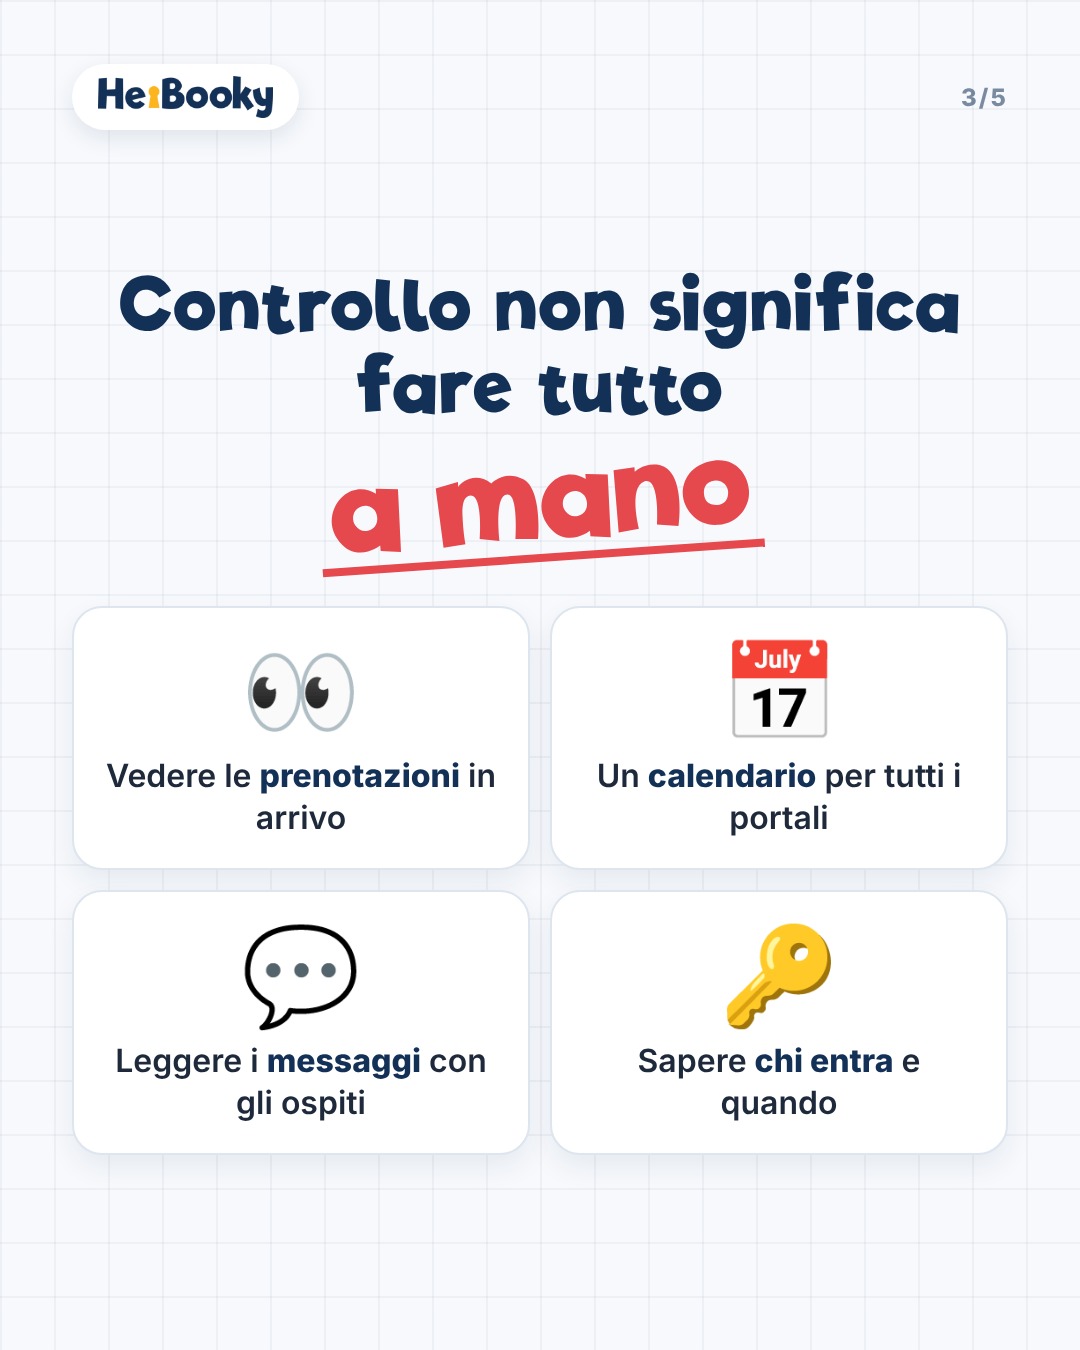 HeiBooky
3/5
Controllo non significa
fare tutto
a mano
July
17
Vedere le prenotazioni in
arrivo
Un calendario per tutti i
portali
Leggere i messaggi con
gli ospiti
Sapere chi entra e
quando